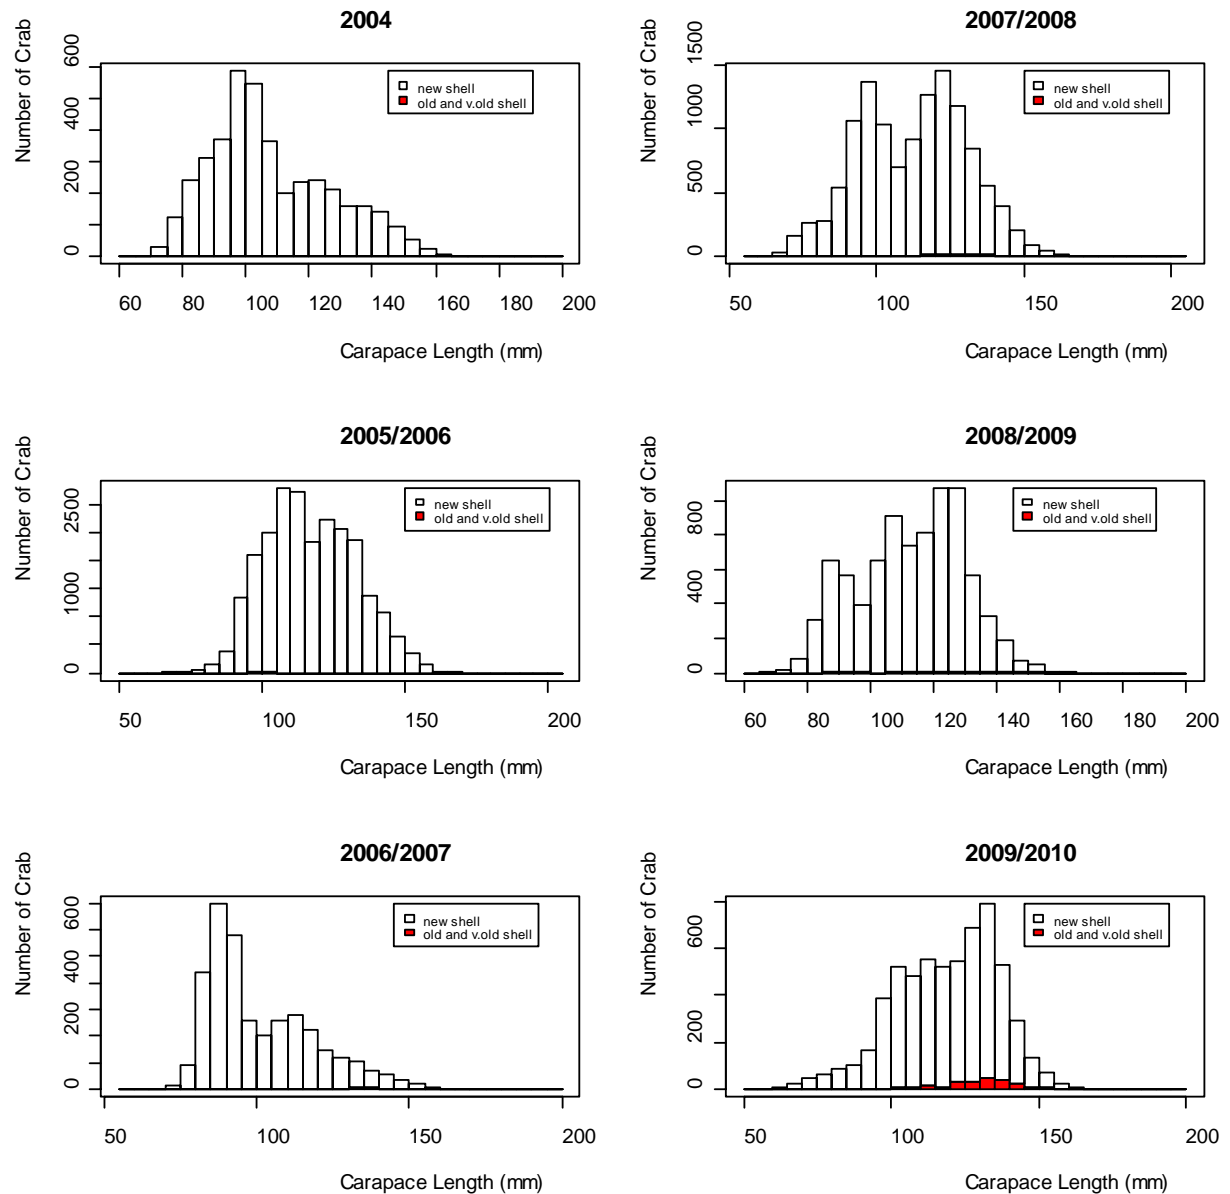 2004
Number of Crab
600
400
200
0
new shell
old and v.old shell
60 80 100 120 140 160 180 200
Carapace Length (mm)
2007/2008
Number of Crab
1500
1000
500
0
new shell
old and v.old shell
50 100 150 200
Carapace Length (mm)
2005/2006
Number of Crab
2500
1000
0
new shell
old and v.old shell
50 100 150 200
Carapace Length (mm)
2008/2009
Number of Crab
800
400
0
new shell
old and v.old shell
60 80 100 120 140 160 180 200
Carapace Length (mm)
2006/2007
Number of Crab
600
400
200
0
new shell
old and v.old shell
50 100 150 200
Carapace Length (mm)
2009/2010
Number of Crab
600
200
0
new shell
old and v.old shell
50 100 150 200
Carapace Length (mm)